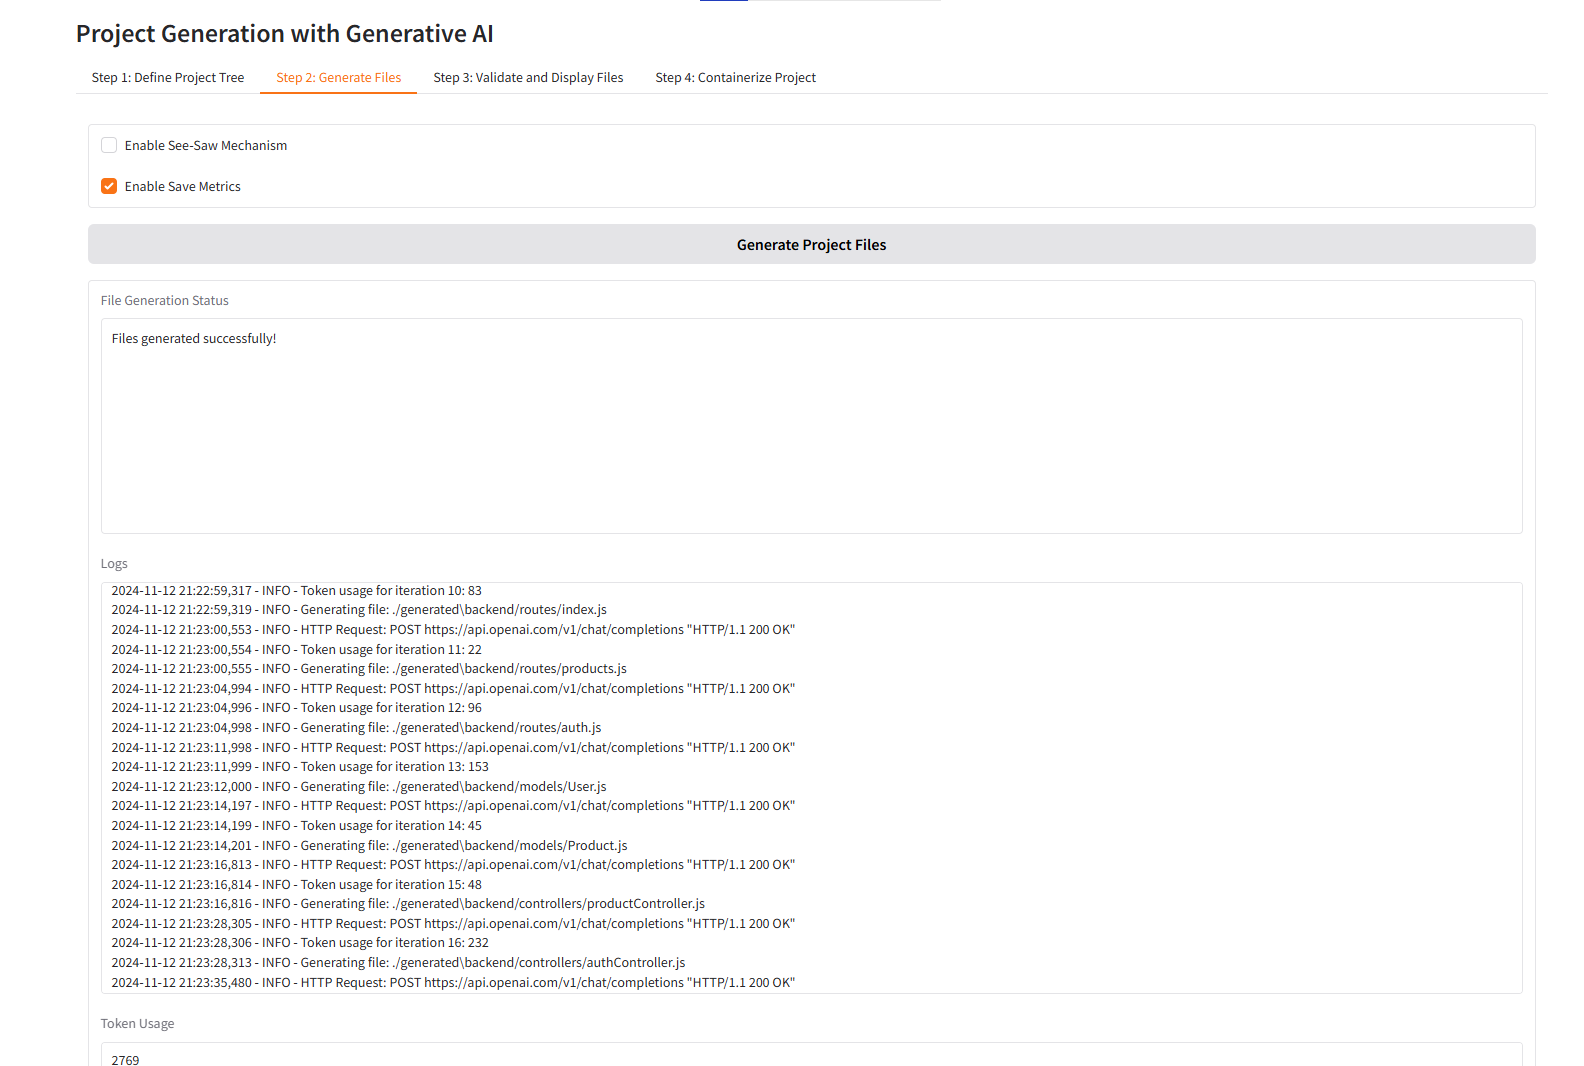 Project Generation with Generative AI
Step 1: Define Project Tree Step 2: Generate Files Step 3: Validate and Display Files Step 4: Containerize Project
Enable See-Saw Mechanism
Enable Save Metrics
Generate Project Files
File Generation Status
Files generated successfully!
Logs
2024-11-12 21:22:59,317 - INFO - Token usage for iteration 10: 83
2024-11-12 21:22:59,319 - INFO - Generating file: ./generated\backend/routes/index.js
2024-11-12 21:23:00,553 - INFO - HTTP Request: POST https://api.openai.com/v1/chat/completions "HTTP/1.1 200 OK"
2024-11-12 21:23:00,554 - INFO - Token usage for iteration 11: 22
2024-11-12 21:23:00,555 - INFO - Generating file: ./generated\backend/routes/products.js
2024-11-12 21:23:04,994 - INFO - HTTP Request: POST https://api.openai.com/v1/chat/completions "HTTP/1.1 200 OK"
2024-11-12 21:23:04,996 - INFO - Token usage for iteration 12: 96
2024-11-12 21:23:04,998 - INFO - Generating file: ./generated\backend/routes/auth.js
2024-11-12 21:23:11,998 - INFO - HTTP Request: POST https://api.openai.com/v1/chat/completions "HTTP/1.1 200 OK"
2024-11-12 21:23:11,999 - INFO - Token usage for iteration 13: 153
2024-11-12 21:23:12,000 - INFO - Generating file: ./generated\backend/models/User.js
2024-11-12 21:23:14,197 - INFO - HTTP Request: POST https://api.openai.com/v1/chat/completions "HTTP/1.1 200 OK"
2024-11-12 21:23:14,199 - INFO - Token usage for iteration 14: 45
2024-11-12 21:23:14,201 - INFO - Generating file: ./generated\backend/models/Product.js
2024-11-12 21:23:16,813 - INFO - HTTP Request: POST https://api.openai.com/v1/chat/completions "HTTP/1.1 200 OK"
2024-11-12 21:23:16,814 - INFO - Token usage for iteration 15: 48
2024-11-12 21:23:16,816 - INFO - Generating file: ./generated\backend/controllers/productController.js
2024-11-12 21:23:28,305 - INFO - HTTP Request: POST https://api.openai.com/v1/chat/completions "HTTP/1.1 200 OK"
2024-11-12 21:23:28,306 - INFO - Token usage for iteration 16: 232
2024-11-12 21:23:28,313 - INFO - Generating file: ./generated\backend/controllers/authController.js
2024-11-12 21:23:35,480 - INFO - HTTP Request: POST https://api.openai.com/v1/chat/completions "HTTP/1.1 200 OK"
Token Usage
2769